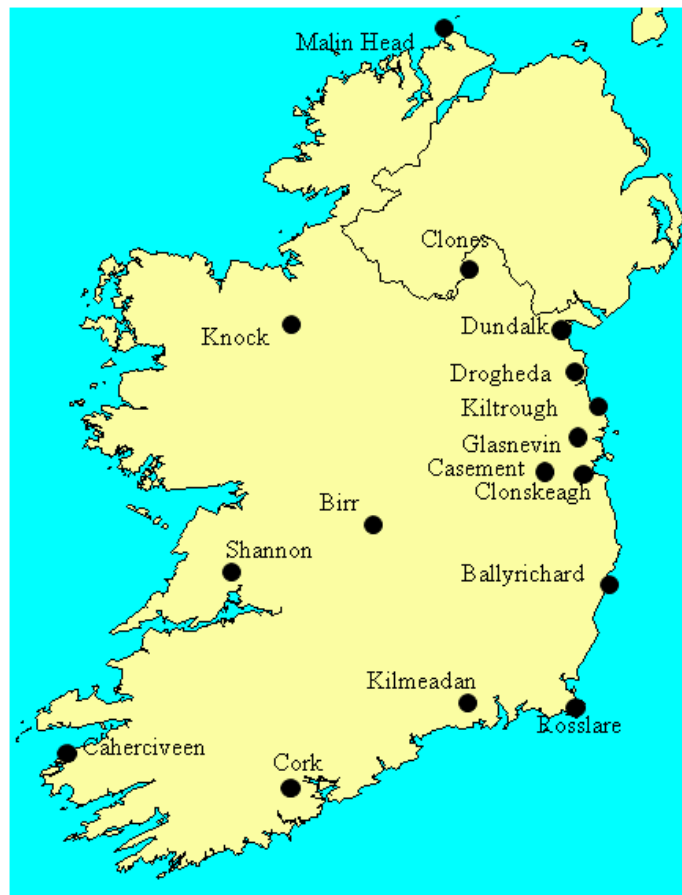 Malin Head
Clones
Knock
Dundalk
Drogheda
Kiltrough
Glasnevin
Casement
Clonskeagh
Birr
Shannon
Ballyrichard
Kilmeadan
Rosslare
Caherciveen
Cork